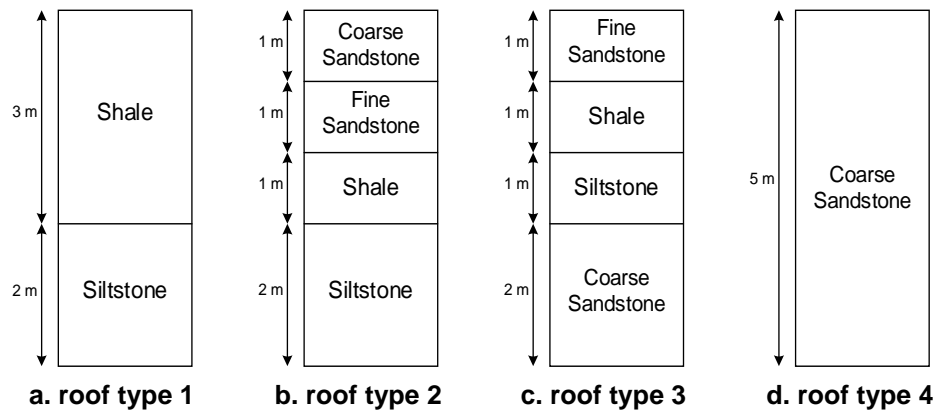 3 m
Shale
2 m
Siltstone
a. roof type 1
1 m
Coarse
Sandstone
1 m
Fine
Sandstone
1 m
Shale
2 m
Siltstone
b. roof type 2
1 m
Fine
Sandstone
1 m
Shale
1 m
Siltstone
2 m
Coarse
Sandstone
c. roof type 3
5 m
Coarse
Sandstone
d. roof type 4